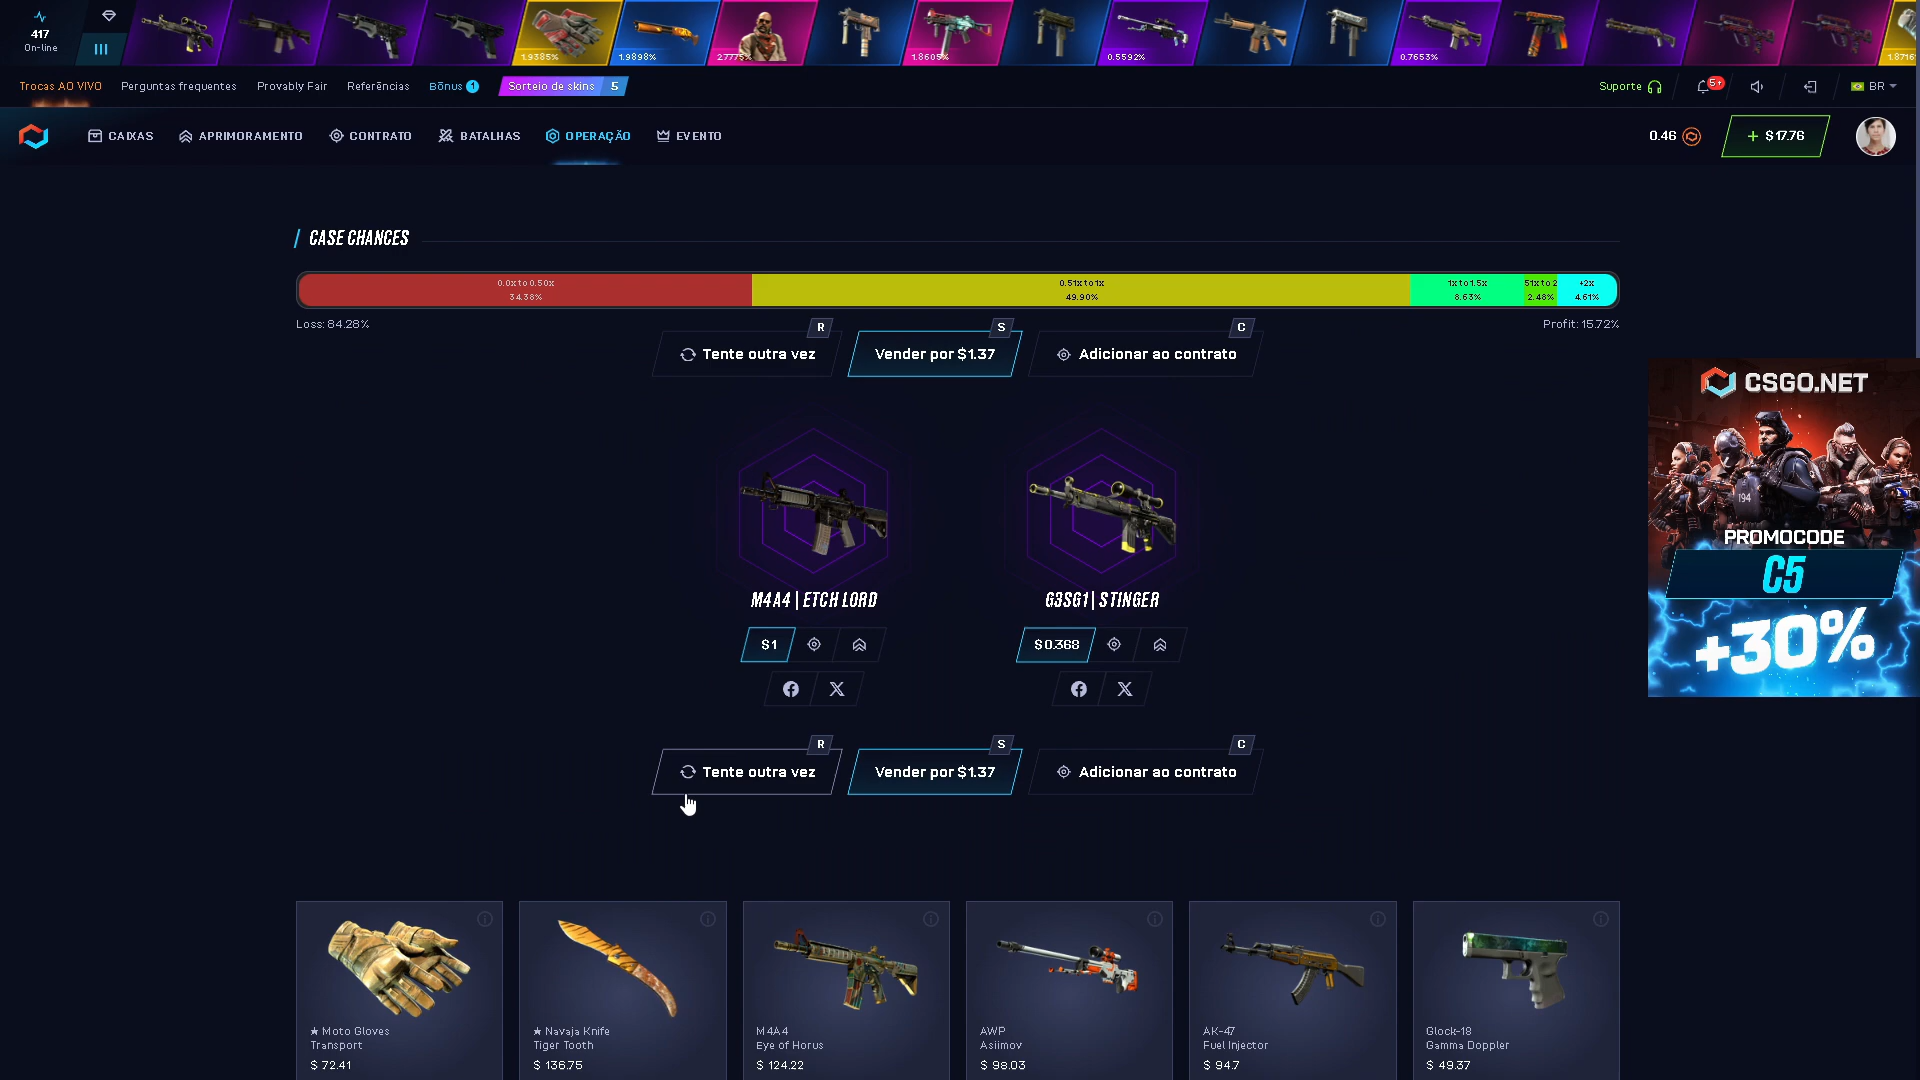 417
On-line
1.9385%
1.9898%
2.7775%
1.8605%
0.5592%
0.7653%
1.8716%
Trocas AO VIVO
Perguntas frequentes
Provably Fair
Referências
Bônus 1
Sorteio de skins 5
Suporte
5+
BR
CAIXAS
APRIMORAMENTO
CONTRATO
BATALHAS
OPERAÇÃO
EVENTO
0.46
+ $17.76
CASE CHANCES
0.0x to 0.50x
34.38%
0.51x to 1x
49.90%
1x to 1.5x
8.63%
51x to 2
2.48%
+2x
4.61%
Loss: 84.28%
Profit: 15.72%
R
Tente outra vez
S
Vender por $1.37
C
Adicionar ao contrato
CSGO.NET
194
PROMOCODE
C5
+30%
M4A4 | ETCH LORD
$1
G3SG1 | STINGER
$0.368
R
Tente outra vez
S
Vender por $1.37
C
Adicionar ao contrato
★ Moto Gloves
Transport
$ 72.41
★ Navaja Knife
Tiger Tooth
$ 136.75
M4A4
Eye of Horus
$ 124.22
AWP
Asiimov
$ 98.03
AK-47
Fuel Injector
$ 94.7
Glock-18
Gamma Doppler
$ 49.37